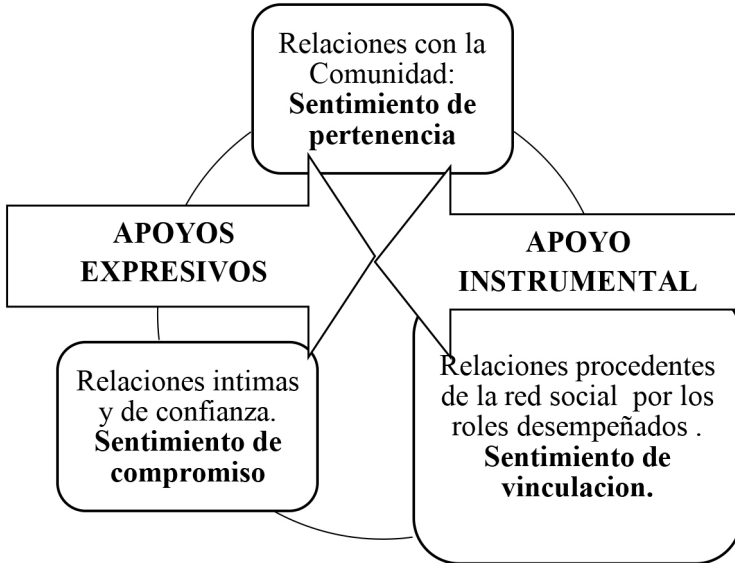 Relaciones con la
Comunidad:
Sentimiento de
pertenencia
APOYOS
EXPRESIVOS
APOYO
INSTRUMENTAL
Relaciones intimas
y de confianza.
Sentimiento de
compromiso
Relaciones procedentes
de la red social  por los
roles desempeñados .
Sentimiento de
vinculacion.